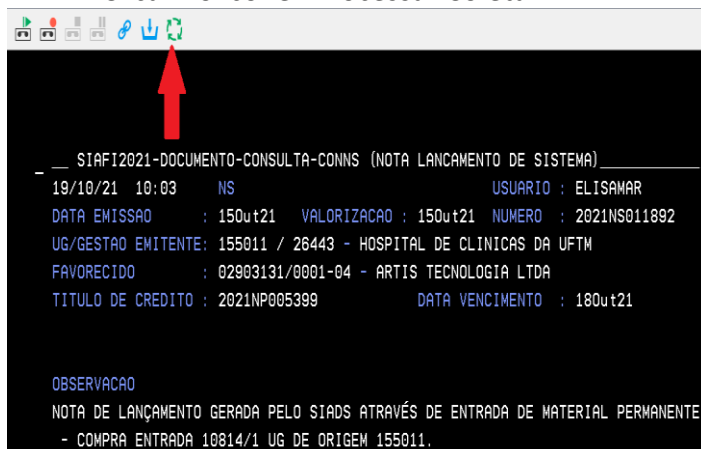 __ SIAFI2021-DOCUMENTO-CONSULTA-CONNS (NOTA LANCAMENTO DE SISTEMA)__________
19/10/21 10:03 NS USUARIO : ELISAMAR
DATA EMISSAO : 15Out21 VALORIZACAO : 15Out21 NUMERO : 2021NS011892
UG/GESTAO EMITENTE: 155011 / 26443 - HOSPITAL DE CLINICAS DA UFTM
FAVORECIDO : 02903131/0001-04 - ARTIS TECNOLOGIA LTDA
TITULO DE CREDITO : 2021NP005399 DATA VENCIMENTO : 18Out21
OBSERVACAO
NOTA DE LANÇAMENTO GERADA PELO SIADS ATRAVÉS DE ENTRADA DE MATERIAL PERMANENTE
- COMPRA ENTRADA 10814/1 UG DE ORIGEM 155011.